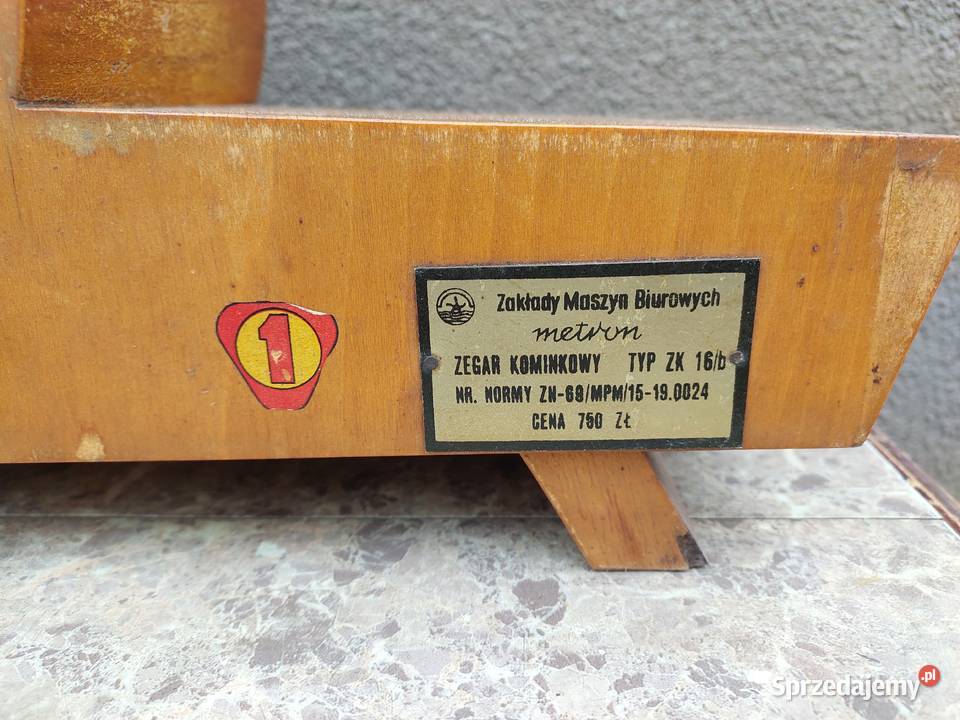 1
Zakłady Maszyn Biurowych
metron
ZEGAR KOMINKOWY TYP ZK 16/b
NR. NORMY ZN-68/MPM/15-19.0024
CENA 750 ZŁ
Sprzedajemy.pl